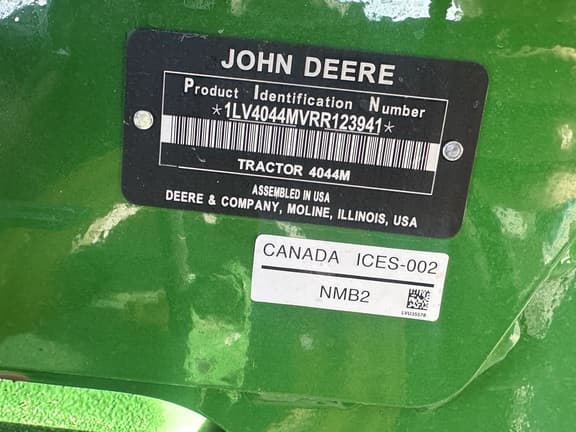 JOHN DEERE
Product Identification Number
*1LV4044MVRR123941*
TRACTOR 4044M
ASSEMBLED IN USA
DEERE & COMPANY, MOLINE, ILLINOIS, USA
CANADA ICES-002
NMB2